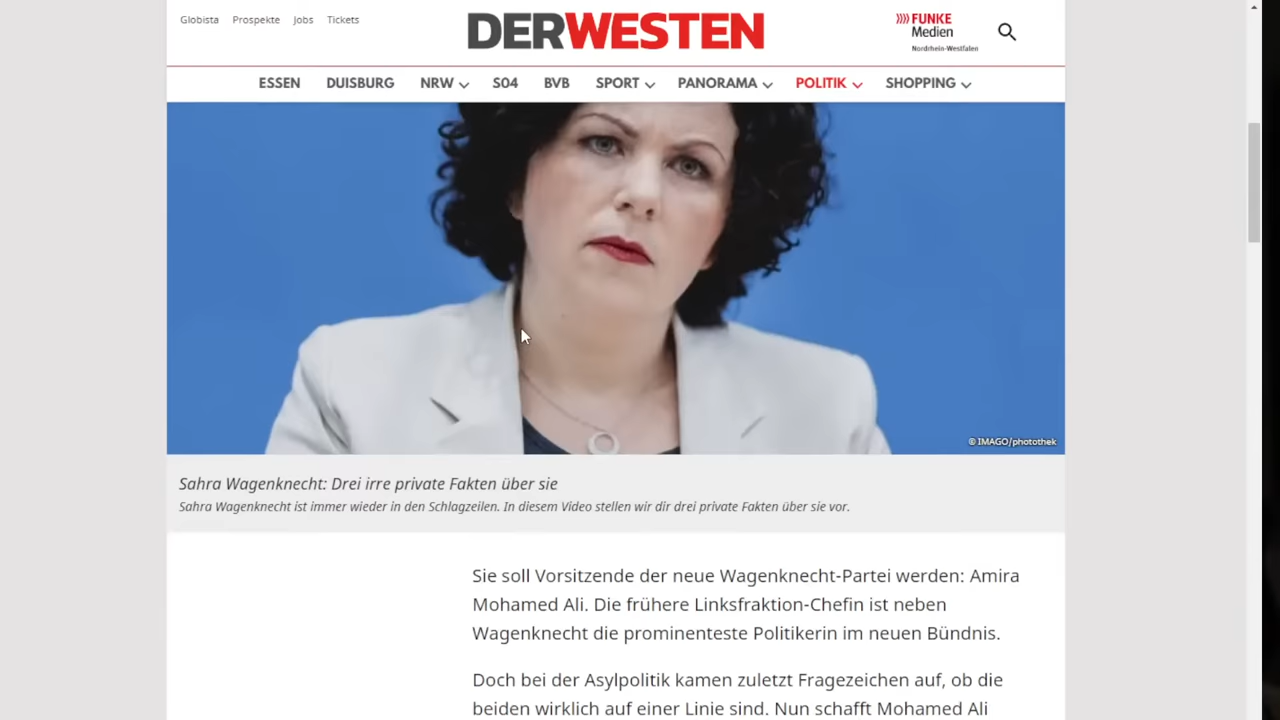 Globista Prospekte Jobs Tickets
DERWESTEN
FUNKE
Medien
Nordrhein-Westfalen
ESSEN DUISBURG NRW S04 BVB SPORT PANORAMA POLITIK SHOPPING
© IMAGO/photothek
Sahra Wagenknecht: Drei irre private Fakten über sie
Sahra Wagenknecht ist immer wieder in den Schlagzeilen. In diesem Video stellen wir dir drei private Fakten über sie vor.
Sie soll Vorsitzende der neue Wagenknecht-Partei werden: Amira
Mohamed Ali. Die frühere Linksfraktion-Chefin ist neben
Wagenknecht die prominenteste Politikerin im neuen Bündnis.
Doch bei der Asylpolitik kamen zuletzt Fragezeichen auf, ob die
beiden wirklich auf einer Linie sind. Nun schafft Mohamed Ali